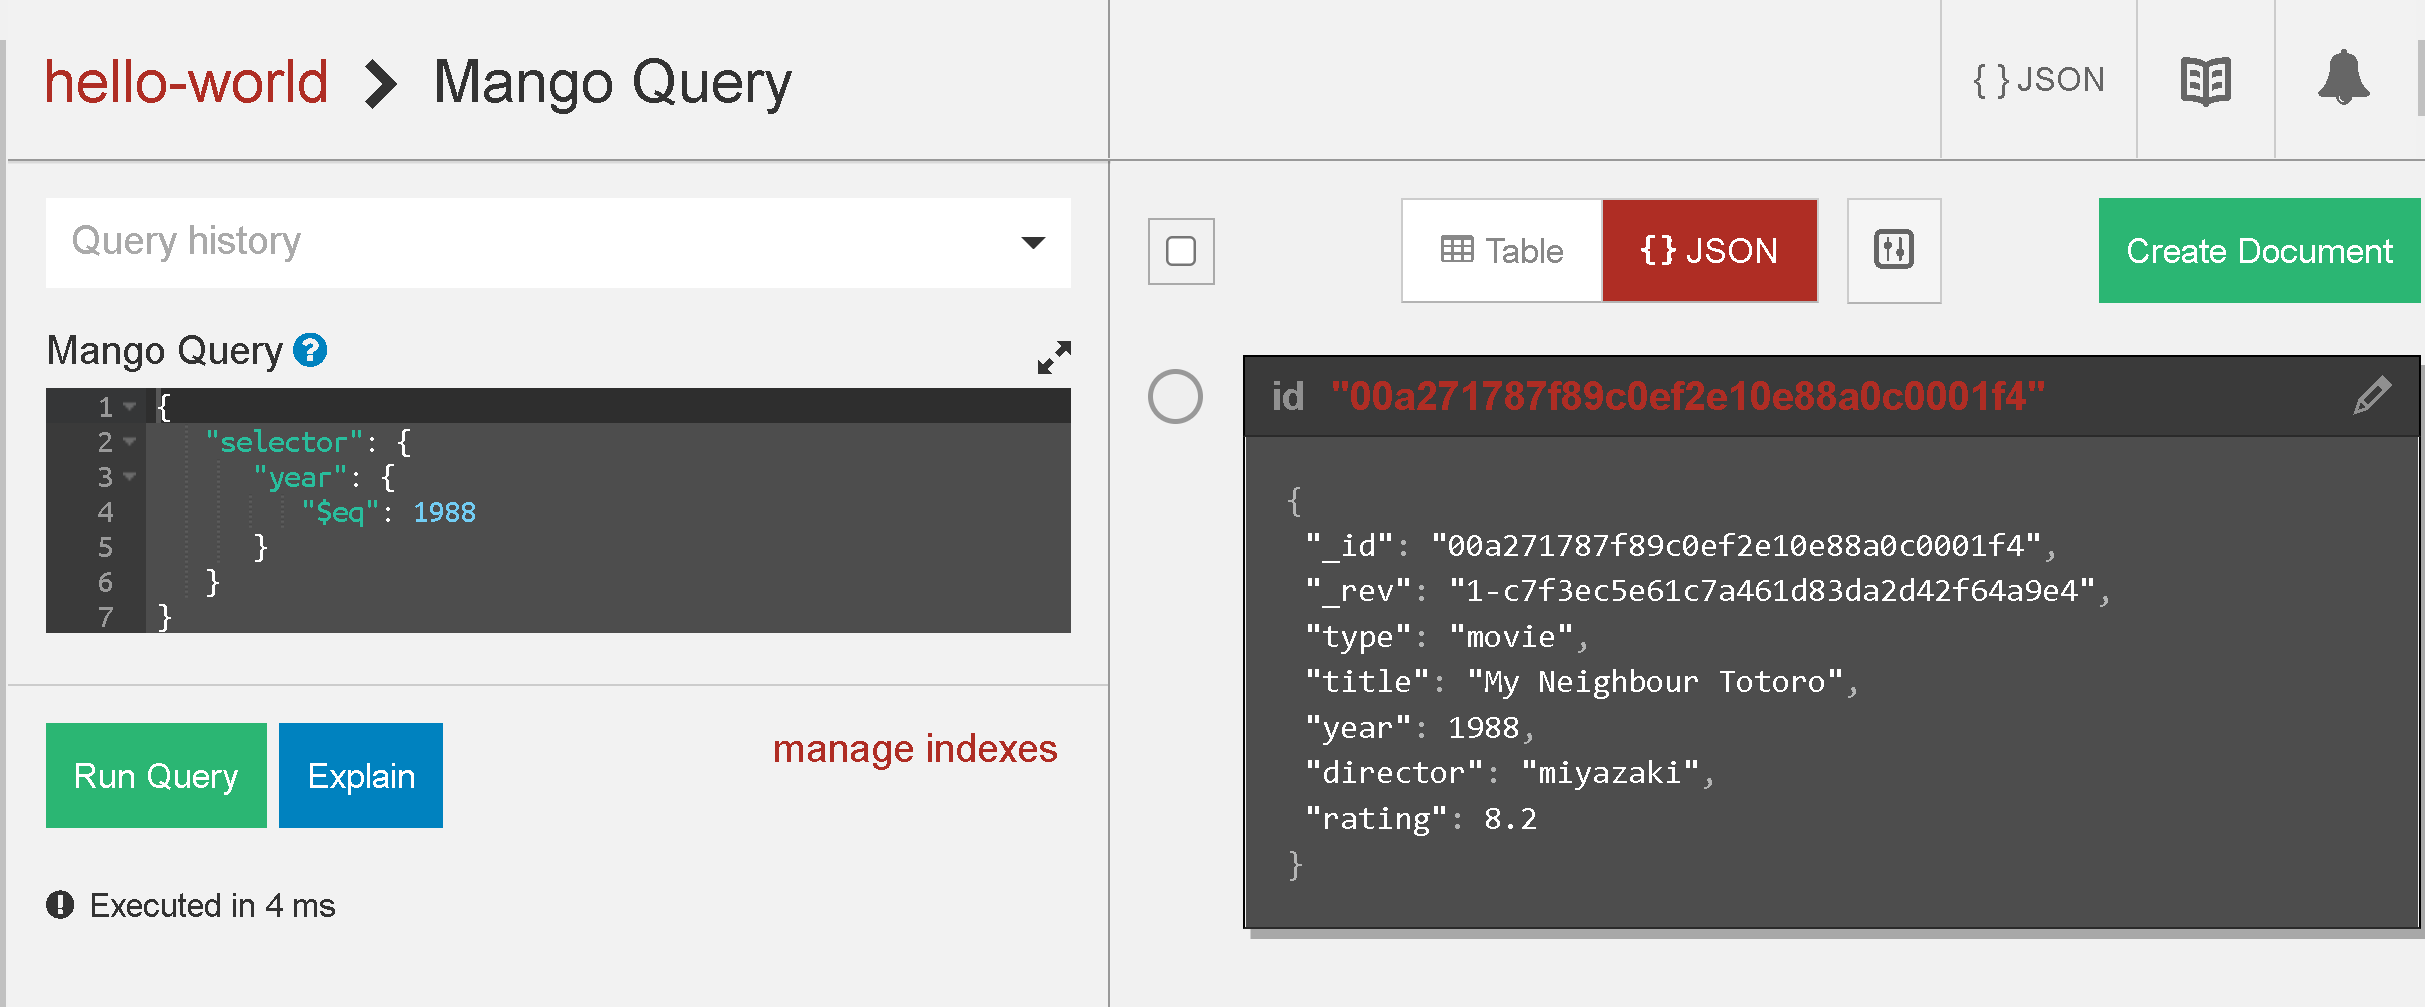 hello-world > Mango Query
{ } JSON
Query history
Mango Query ?
1 {
2 "selector": {
3 "year": {
4 "$eq": 1988
5 }
6 }
7 }
Run Query
Explain
manage indexes
Executed in 4 ms
Table
{} JSON
Create Document
id "00a271787f89c0ef2e10e88a0c0001f4"
{
"_id": "00a271787f89c0ef2e10e88a0c0001f4",
"_rev": "1-c7f3ec5e61c7a461d83da2d42f64a9e4",
"type": "movie",
"title": "My Neighbour Totoro",
"year": 1988,
"director": "miyazaki",
"rating": 8.2
}